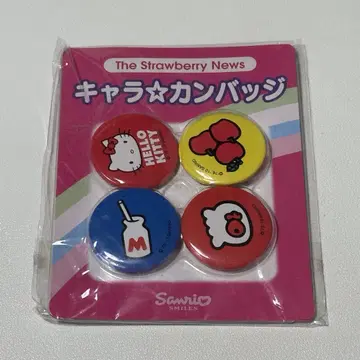 The Strawberry News
キャラ☆カンバッジ
HELLO
KITTY
M
Sanrio
SMILES